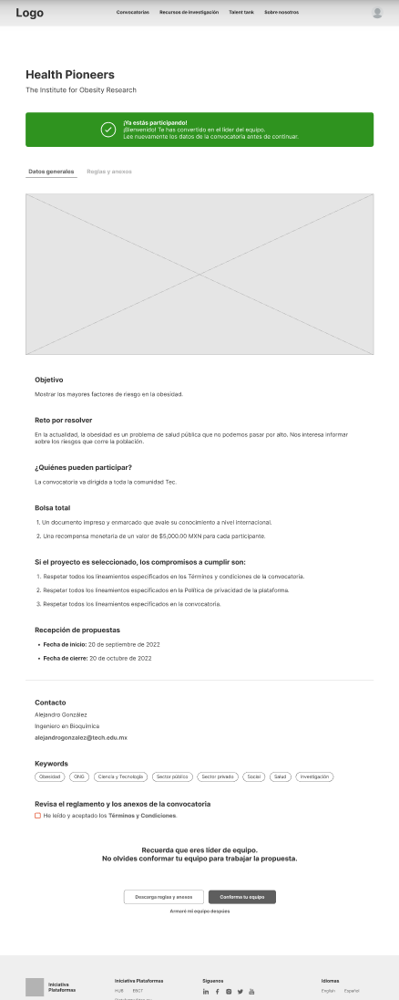 Logo
Convocatorias Recursos de investigación Talent tank Sobre nosotros
Health Pioneers
The Institute for Obesity Research
¡Ya estás participando!
¡Bienvenido! Te has convertido en el líder del equipo.
Lee nuevamente los datos de la convocatoria antes de continuar.
Datos generales Reglas y anexos
Objetivo
Mostrar los mayores factores de riesgo en la obesidad.
Reto por resolver
En la actualidad, la obesidad es un problema de salud pública que no podemos pasar por alto. Nos interesa informar
sobre los riesgos que corre la población.
¿Quiénes pueden participar?
La convocatoria va dirigida a toda la comunidad Tec.
Bolsa total
1. Un documento impreso y enmarcado que avale su conocimiento a nivel internacional.
2. Una recompensa monetaria de un valor de $5,000.00 MXN para cada participante.
Si el proyecto es seleccionado, los compromisos a cumplir son:
1. Respetar todos los lineamientos especificados en los Términos y condiciones de la convocatoria.
2. Respetar todos los lineamientos especificados en la Política de privacidad de la plataforma.
3. Respetar todos los lineamientos especificados en la convocatoria.
Recepción de propuestas
• Fecha de inicio: 20 de septiembre de 2022
• Fecha de cierre: 20 de octubre de 2022
Contacto
Alejandro González
Ingeniero en Bioquímica
alejandrogonzalez@tech.edu.mx
Keywords
Obesidad ONG Ciencia y Tecnología Sector público Sector privado Social Salud Investigación
Revisa el reglamento y los anexos de la convocatoria
He leído y aceptado los Términos y Condiciones.
Recuerda que eres líder de equipo.
No olvides conformar tu equipo para trabajar la propuesta.
Descarga reglas y anexos Conforma tu equipo
Armaré mi equipo despúes
Iniciativa
Plataformas
Iniciativa Plataformas Síguenos Idiomas
HUB ESCT English Español